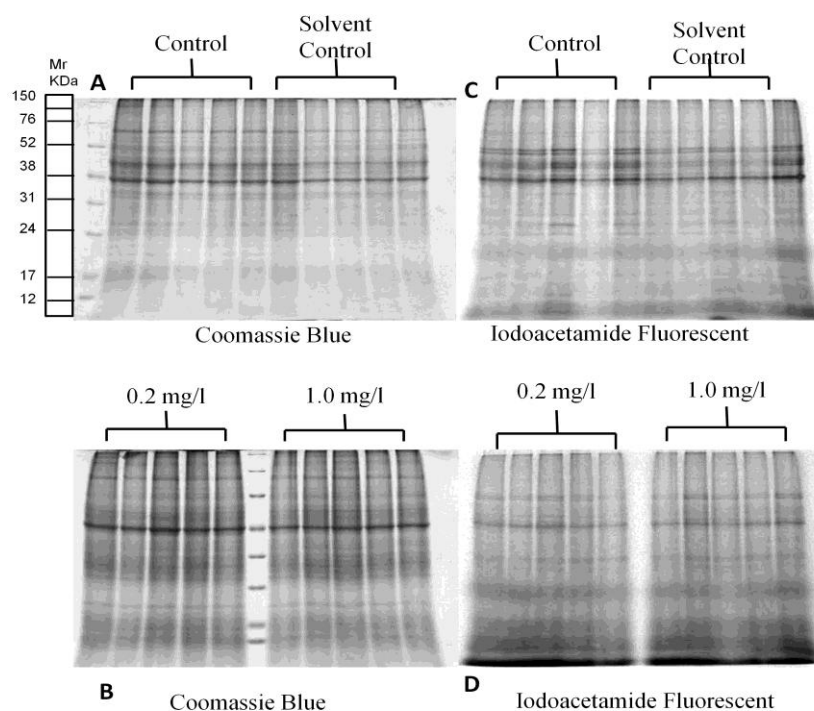 Control
Solvent
Control
Mr
KDa
A
150
76
52
38
31
24
17
12
Coomassie Blue
C
Control
Solvent
Control
Iodoacetamide Fluorescent
0.2 mg/l
1.0 mg/l
B
Coomassie Blue
0.2 mg/l
1.0 mg/l
D
Iodoacetamide Fluorescent